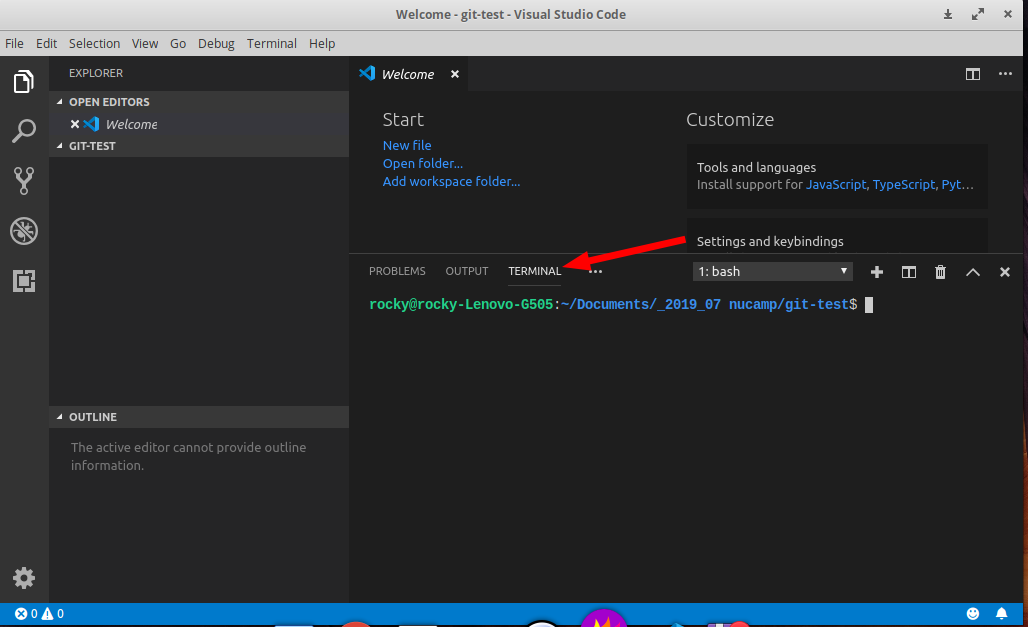 Welcome - git-test - Visual Studio Code
File Edit Selection View Go Debug Terminal Help
EXPLORER
OPEN EDITORS
Welcome
GIT-TEST
OUTLINE
The active editor cannot provide outline
information.
Welcome
Start
New file
Open folder...
Add workspace folder...
Customize
Tools and languages
Install support for JavaScript, TypeScript, Pyt…
Settings and keybindings
PROBLEMS OUTPUT TERMINAL ••• 1: bash
rocky@rocky-Lenovo-G505:~/Documents/_2019_07 nucamp/git-test$
0 0